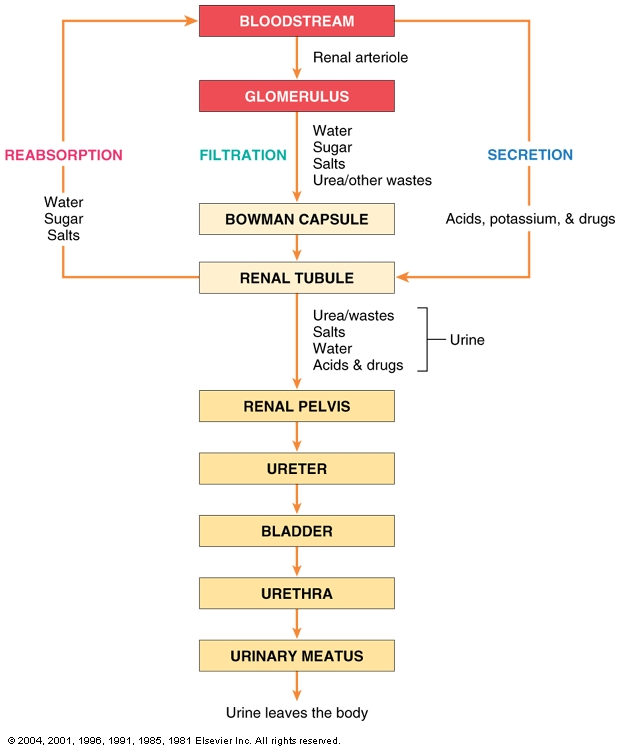 BLOODSTREAM
Renal arteriole
GLOMERULUS
Water
Sugar
Salts
Urea/other wastes
REABSORPTION
FILTRATION
SECRETION
Water
Sugar
Salts
BOWMAN CAPSULE
Acids, potassium, & drugs
RENAL TUBULE
Urea/wastes
Salts
Water
Acids & drugs
Urine
RENAL PELVIS
URETER
BLADDER
URETHRA
URINARY MEATUS
Urine leaves the body
© 2004, 2001, 1996, 1991, 1985, 1981 Elsevier Inc. All rights reserved.